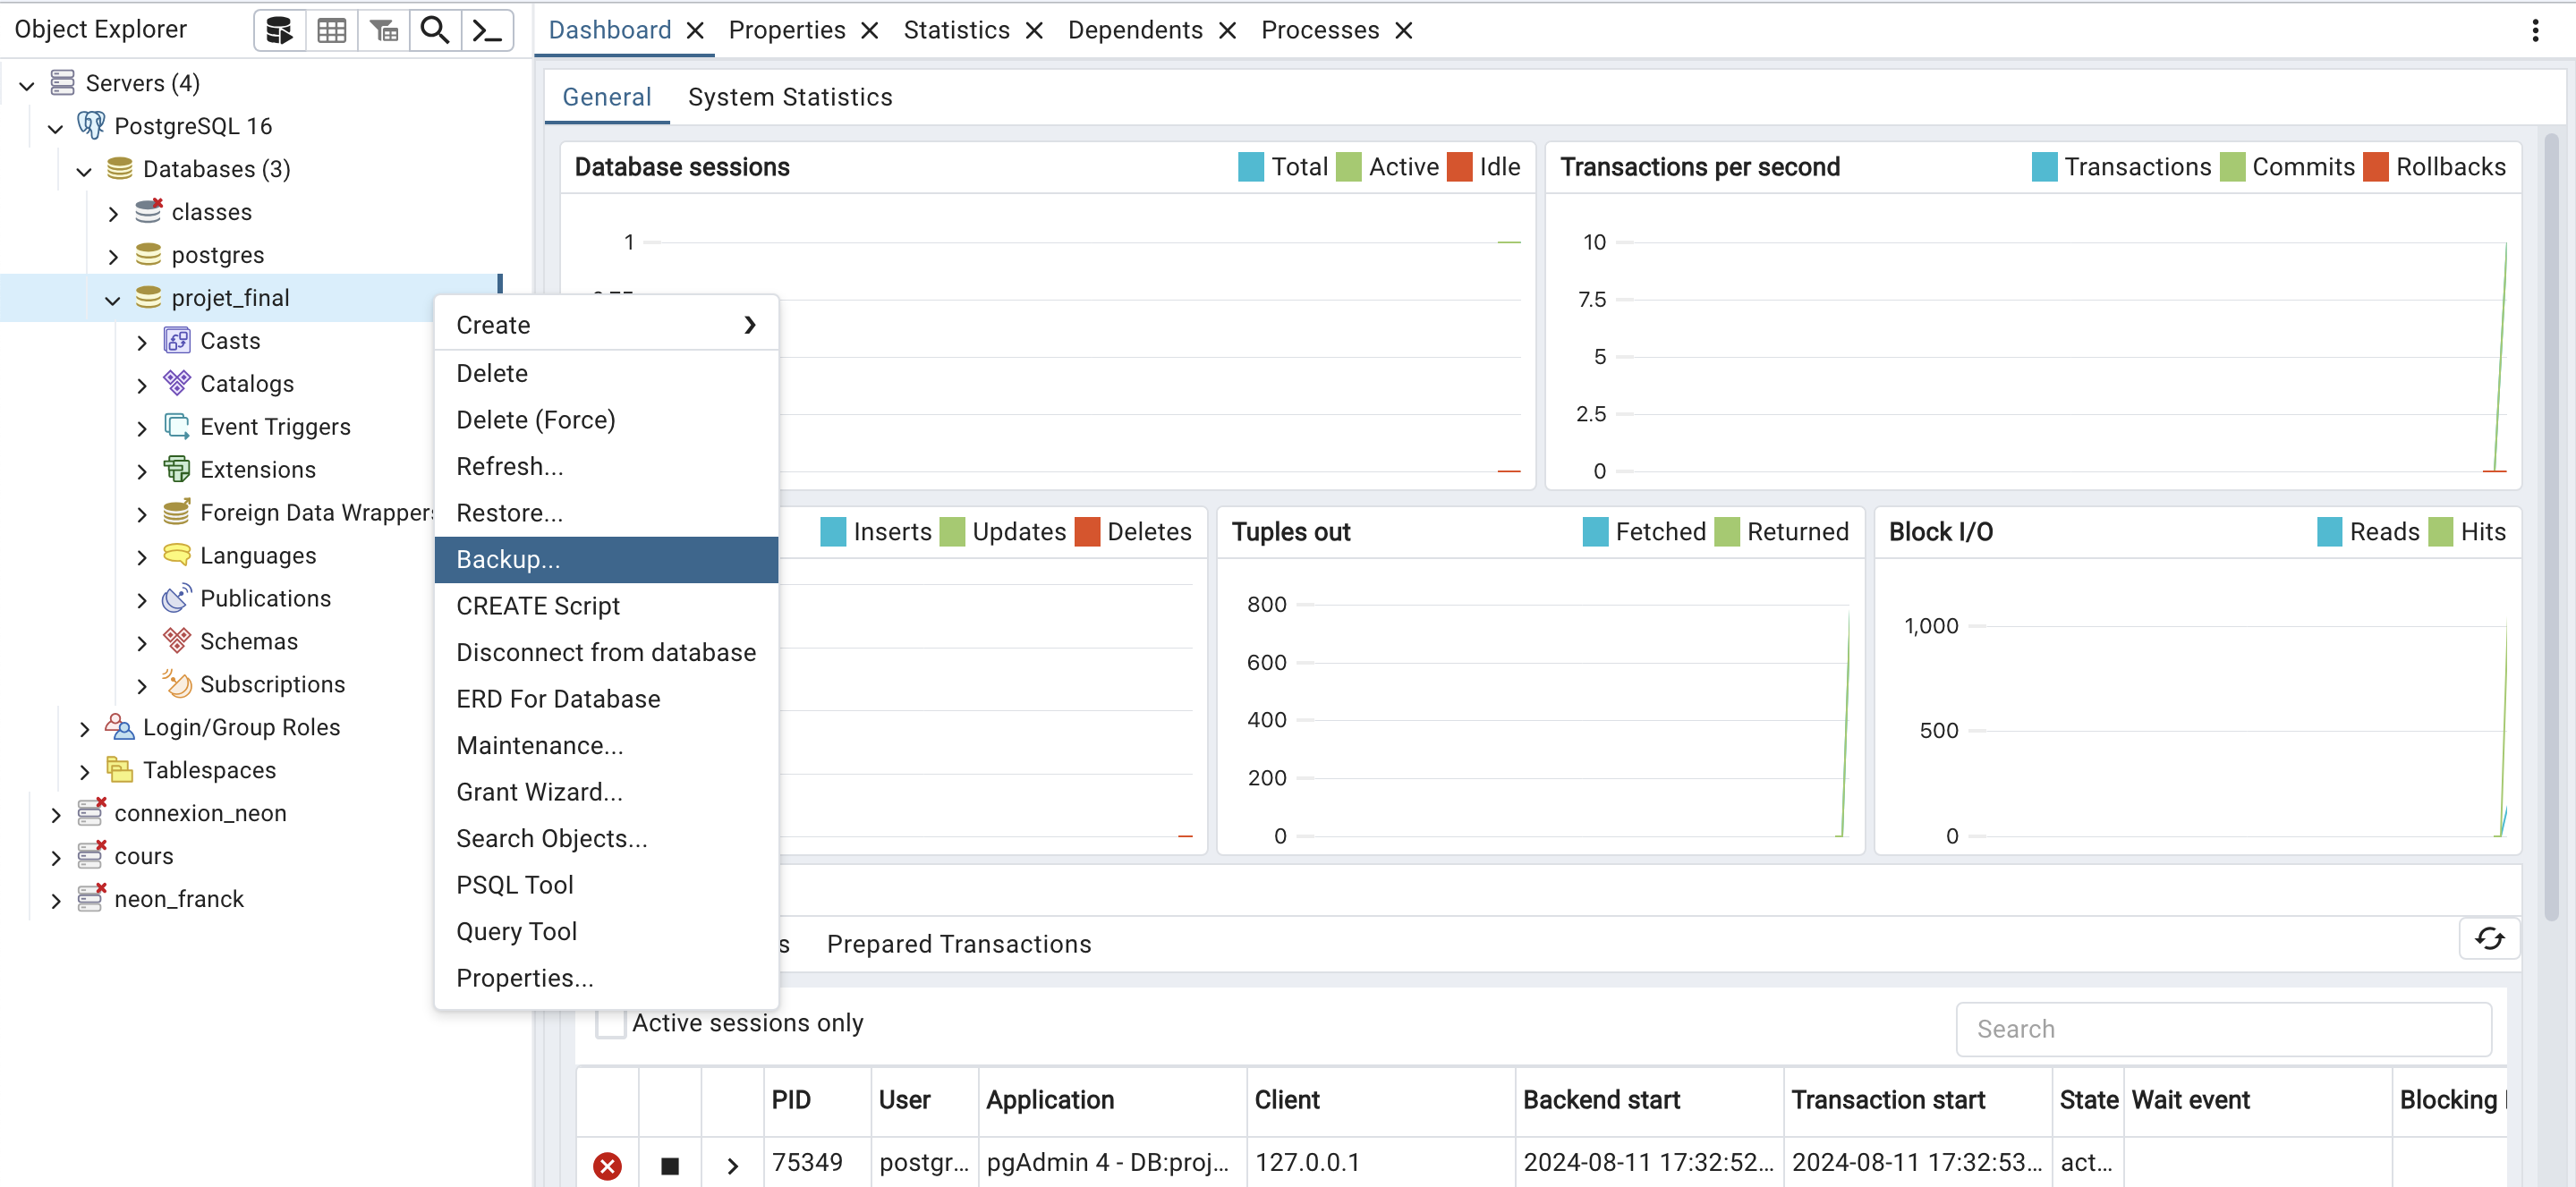 Object Explorer
Dashboard
Properties
Statistics
Dependents
Processes
Servers (4)
PostgreSQL 16
Databases (3)
classes
postgres
projet_final
Casts
Catalogs
Event Triggers
Extensions
Foreign Data Wrappers
Languages
Publications
Schemas
Subscriptions
Login/Group Roles
Tablespaces
connexion_neon
cours
neon_franck
Create
Delete
Delete (Force)
Refresh...
Restore...
Backup...
CREATE Script
Disconnect from database
ERD For Database
Maintenance...
Grant Wizard...
Search Objects...
PSQL Tool
Query Tool
Properties...
General
System Statistics
Database sessions
Total
Active
Idle
1
Transactions per second
Transactions
Commits
Rollbacks
10
7.5
5
2.5
0
Inserts
Updates
Deletes
Tuples out
Fetched
Returned
800
600
400
200
0
Block I/O
Reads
Hits
1,000
500
0
s
Prepared Transactions
Active sessions only
Search
PID
User
Application
Client
Backend start
Transaction start
State
Wait event
Blocking
75349
postgr...
pgAdmin 4 - DB:proj...
127.0.0.1
2024-08-11 17:32:52...
2024-08-11 17:32:53...
act...